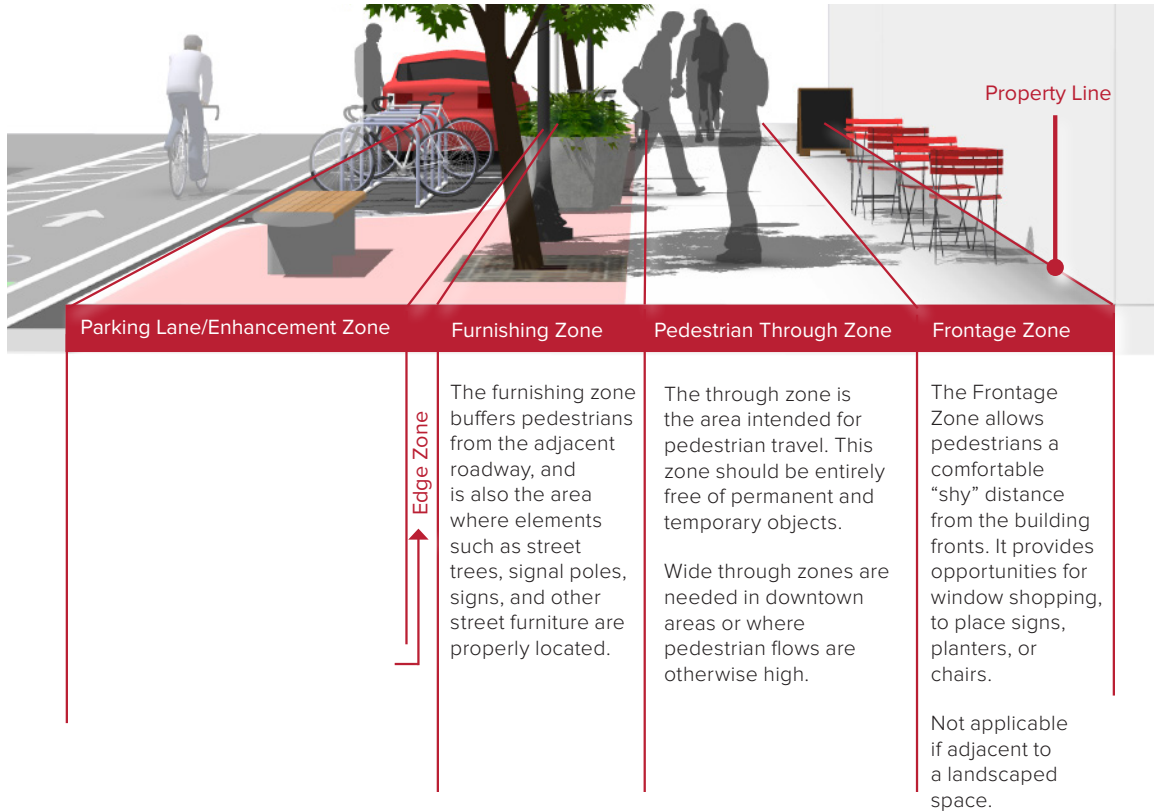 Property Line
Parking Lane/Enhancement Zone
Furnishing Zone
Pedestrian Through Zone
Frontage Zone
Edge Zone
The furnishing zone
buffers pedestrians
from the adjacent
roadway, and
is also the area
where elements
such as street
trees, signal poles,
signs, and other
street furniture are
properly located.
The through zone is
the area intended for
pedestrian travel. This
zone should be entirely
free of permanent and
temporary objects.
Wide through zones are
needed in downtown
areas or where
pedestrian flows are
otherwise high.
The Frontage
Zone allows
pedestrians a
comfortable
“shy” distance
from the building
fronts. It provides
opportunities for
window shopping,
to place signs,
planters, or
chairs.
Not applicable
if adjacent to
a landscaped
space.